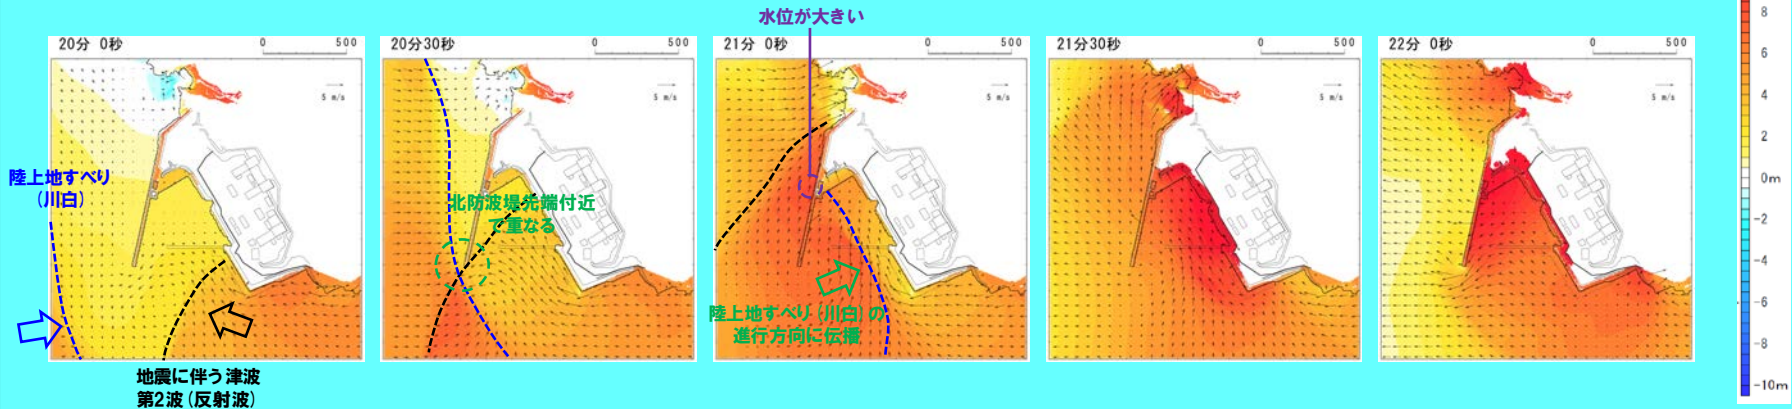 水位が大きい
20分 0秒
0 500
5 m/s
20分30秒
0 500
5 m/s
21分 0秒
0 500
5 m/s
21分30秒
0 500
5 m/s
22分 0秒
0 500
5 m/s
陸上地すべり
(川白)
北防波堤先端付近
で重なる
陸上地すべり(川白)の
進行方向に伝播
地震に伴う津波
第2波(反射波)
8
6
4
2
0m
-2
-4
-6
-8
-10m